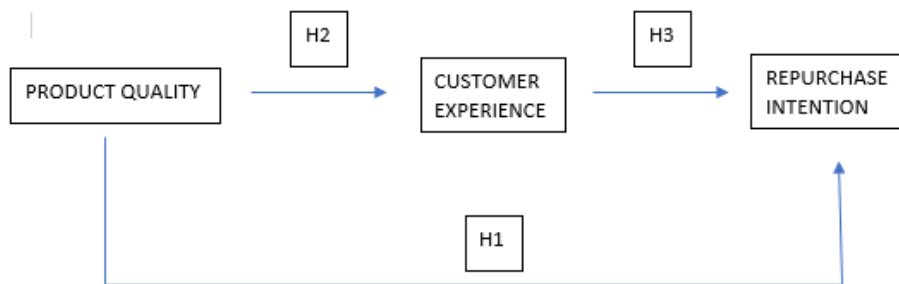 H2
H3
PRODUCT QUALITY
CUSTOMER
EXPERIENCE
REPURCHASE
INTENTION
H1